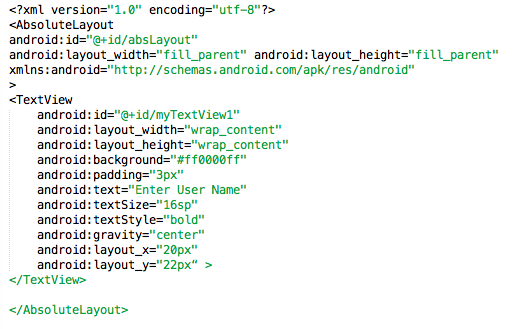 <?xml version="1.0" encoding="utf-8"?>
<AbsoluteLayout
android:id="@+id/absLayout"
android:layout_width="fill_parent" android:layout_height="fill_parent"
xmlns:android="http://schemas.android.com/apk/res/android"
>
<TextView
    android:id="@+id/myTextView1"
    android:layout_width="wrap_content"
    android:layout_height="wrap_content"
    android:background="#ff0000ff"
    android:padding="3px"
    android:text="Enter User Name"
    android:textSize="16sp"
    android:textStyle="bold"
    android:gravity="center"
    android:layout_x="20px"
    android:layout_y="22px“ >
</TextView>

</AbsoluteLayout>